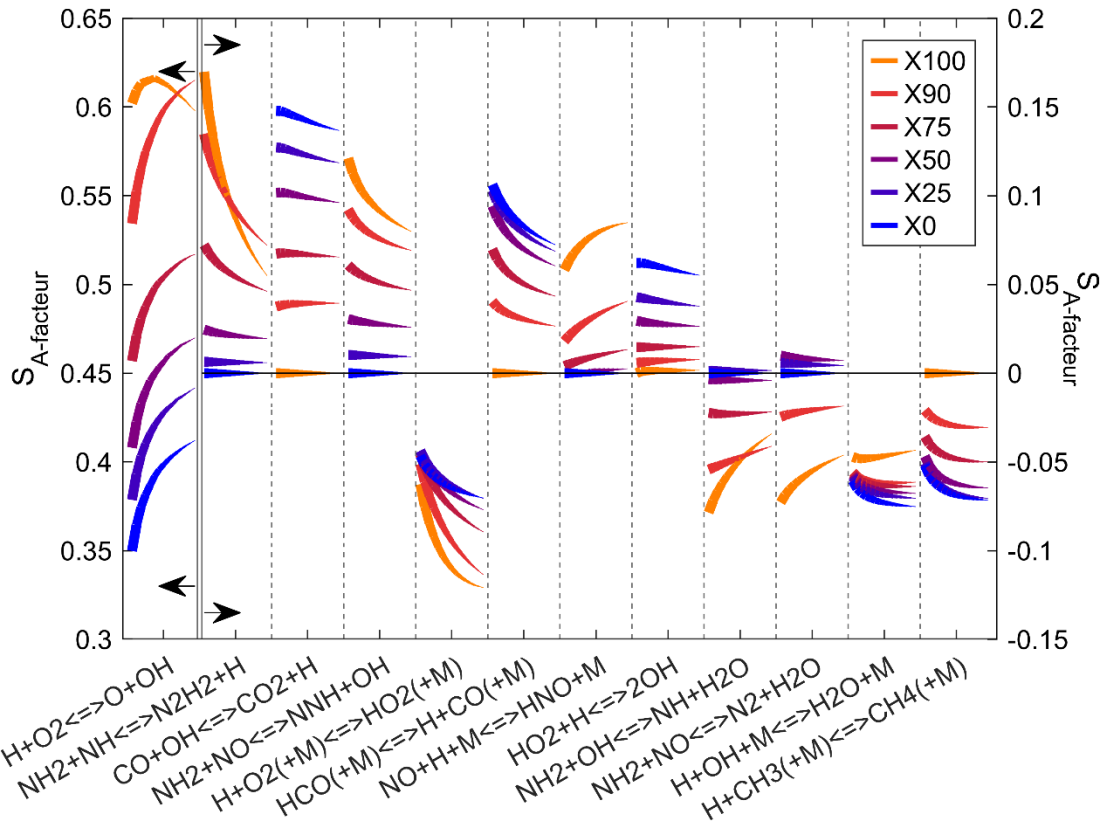 0.65
0.6
0.55
0.5
0.45
0.4
0.35
0.3
S A-facteur
0.2
0.15
0.1
0.05
0
-0.05
-0.1
-0.15
S A-facteur
X100
X90
X75
X50
X25
X0
H+O2<=>O+OH
NH2+NH<=>N2H2+H
CO+OH<=>CO2+H
NH2+NO<=>NNH+OH
H+O2(+M)<=>HO2(+M)
HCO(+M)<=>H+CO(+M)
NO+H+M<=>HNO+M
HO2+H<=>2OH
NH2+OH<=>NH+H2O
NH2+NO<=>N2+H2O
H+OH+M<=>H2O+M
H+CH3(+M)<=>CH4(+M)